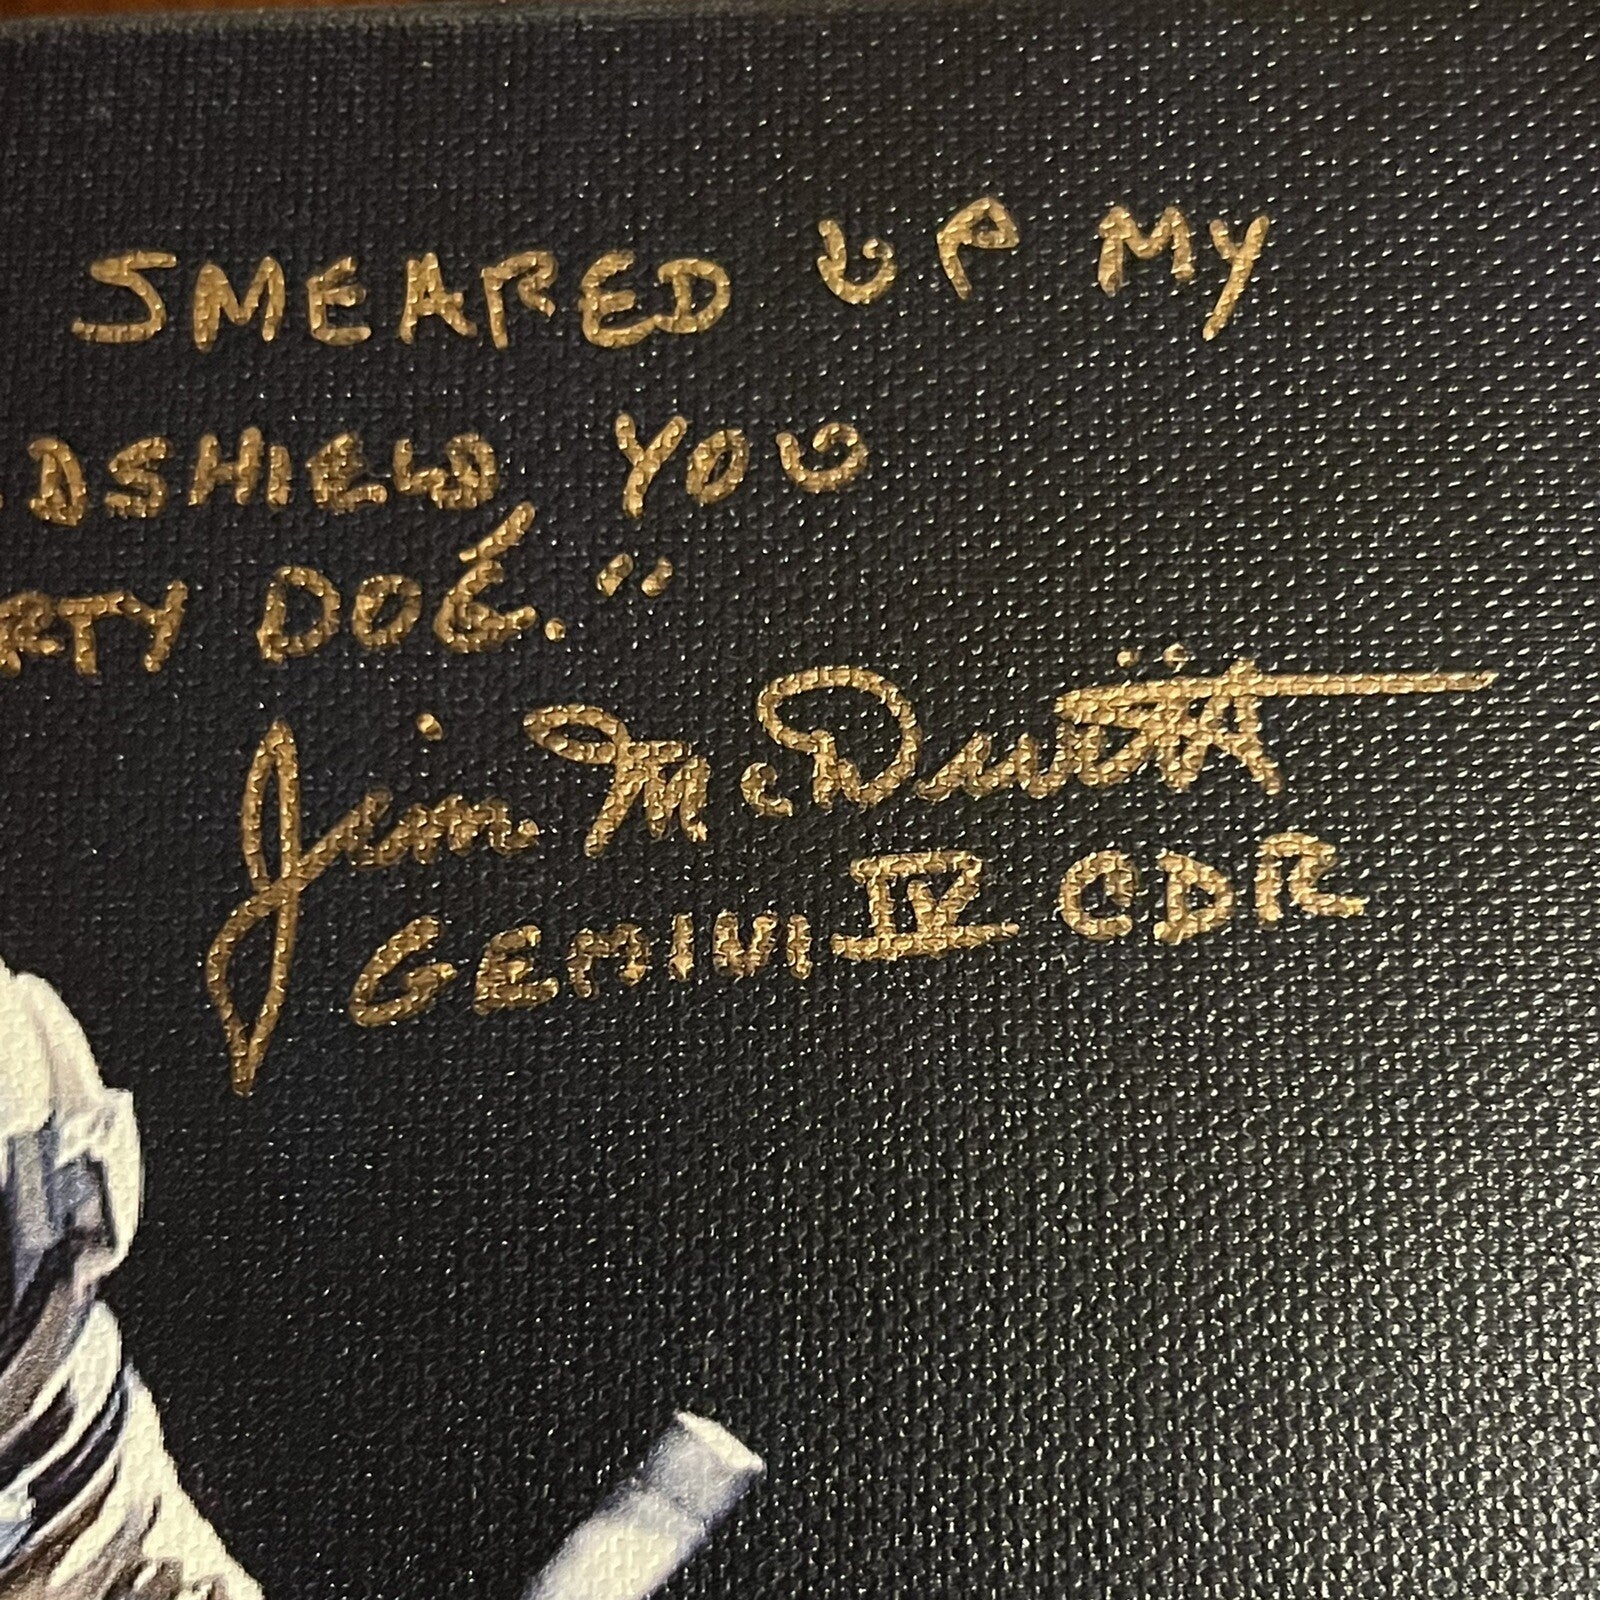 SMEARED UP MY
DSHIELD, YOU
RTY DOG."
Jim McDivitt
GEMINI IV CDR